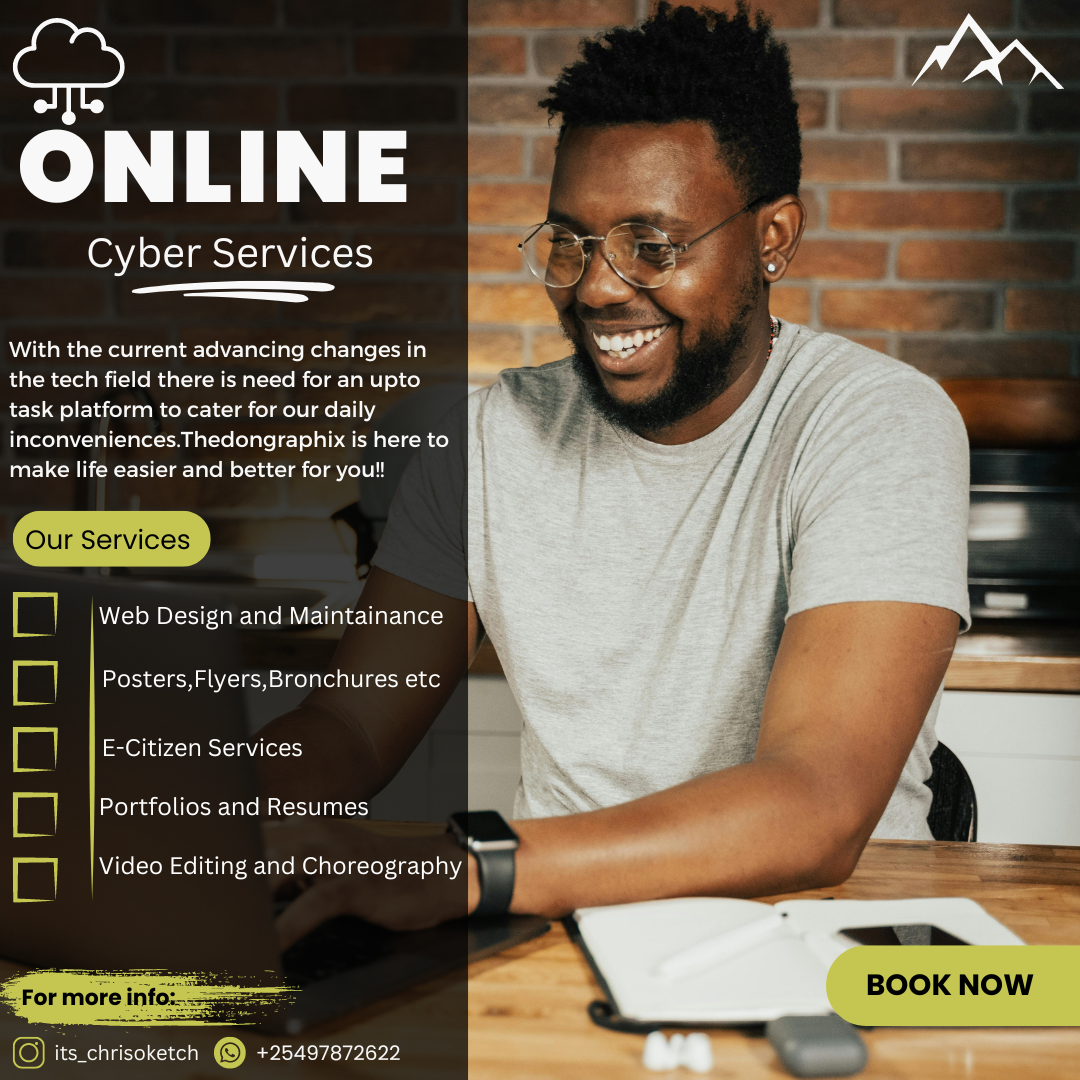 ONLINE
Cyber Services
With the current advancing changes in
the tech field there is need for an upto
task platform to cater for our daily
inconveniences.Thedongraphix is here to
make life easier and better for you!!
Our Services
Web Design and Maintainance
Posters,Flyers,Bronchures etc
E-Citizen Services
Portfolios and Resumes
Video Editing and Choreography
For more info:
its_chrisoketch +25497872622
BOOK NOW